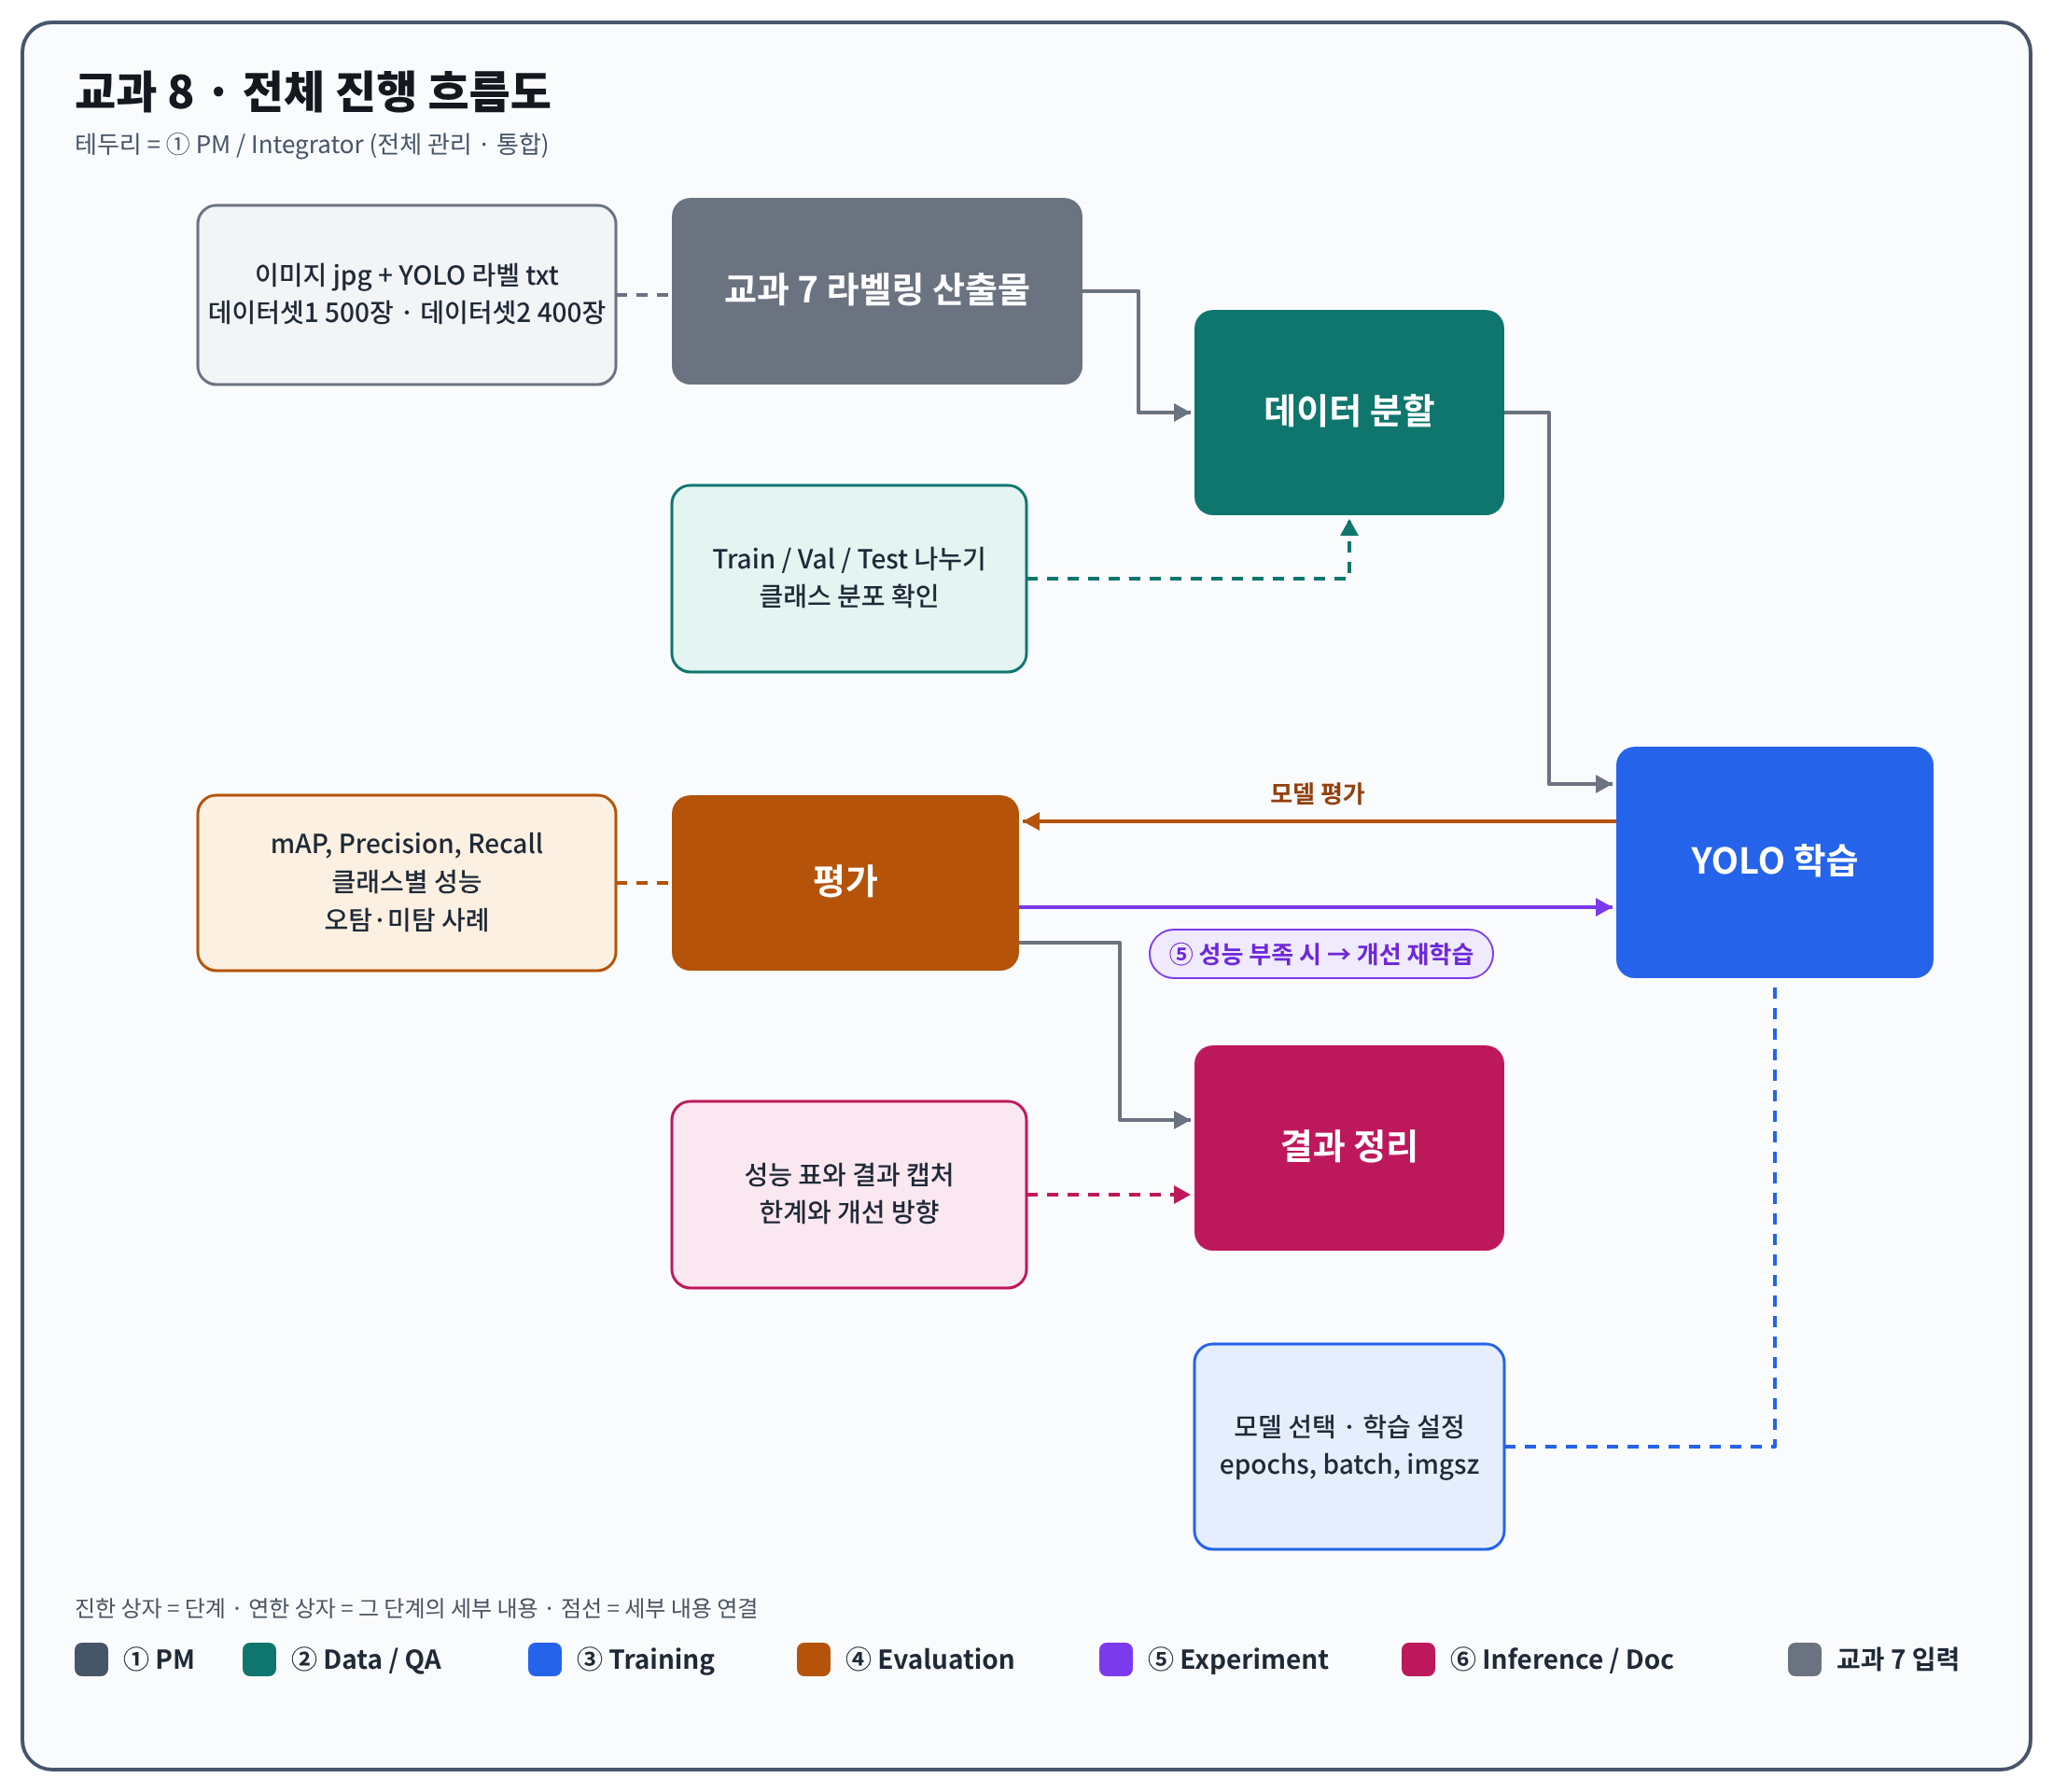 교과 8 · 전체 진행 흐름도
테두리 = ① PM / Integrator (전체 관리 · 통합)
이미지 jpg + YOLO 라벨 txt
데이터셋1 500장 · 데이터셋2 400장
교과 7 라벨링 산출물
데이터 분할
Train / Val / Test 나누기
클래스 분포 확인
모델 평가
mAP, Precision, Recall
클래스별 성능
오탐·미탐 사례
평가
YOLO 학습
⑤ 성능 부족 시 → 개선 재학습
결과 정리
성능 표와 결과 캡처
한계와 개선 방향
모델 선택 · 학습 설정
epochs, batch, imgsz
진한 상자 = 단계 · 연한 상자 = 그 단계의 세부 내용 · 점선 = 세부 내용 연결
① PM ② Data / QA ③ Training ④ Evaluation ⑤ Experiment ⑥ Inference / Doc 교과 7 입력